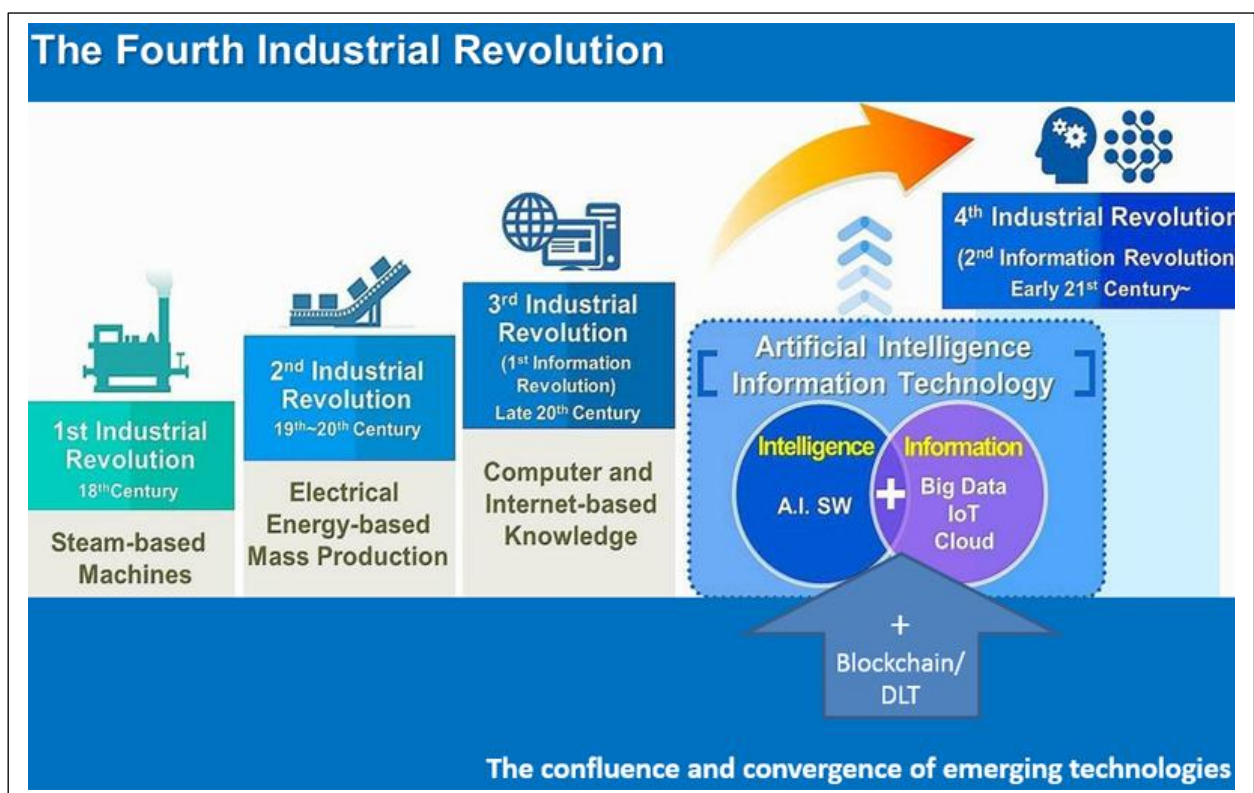 The Fourth Industrial Revolution
1st Industrial
Revolution
18thCentury
Steam-based
Machines
2nd Industrial
Revolution
19th~20th Century
Electrical
Energy-based
Mass Production
3rd Industrial
Revolution
(1st Information
Revolution)
Late 20th Century
Computer and
Internet-based
Knowledge
4th Industrial Revolution
(2nd Information Revolution
Early 21st Century~
Artificial Intelligence
Information Technology
Intelligence
A.I. SW
+
Information
Big Data
IoT
Cloud
+
Blockchain/
DLT
The confluence and convergence of emerging technologies